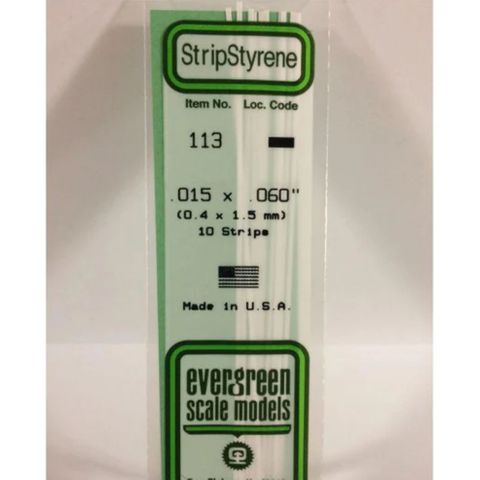 StripStyrene
Item No. Loc. Code
113
.015 x .060"
(0.4 x 1.5 mm)
10 Strips
Made in U.S.A.
evergreen
scale models